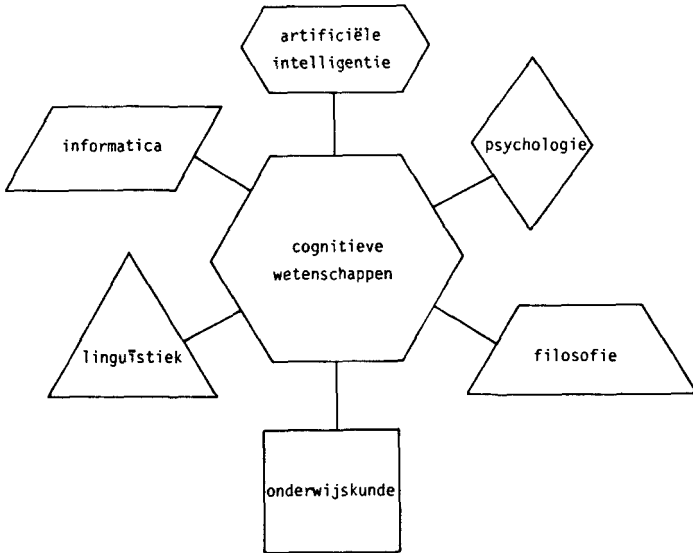 artificiële
intelligentie
informatica
psychologie
cognitieve
wetenschappen
linguïstiek
filosofie
onderwijskunde